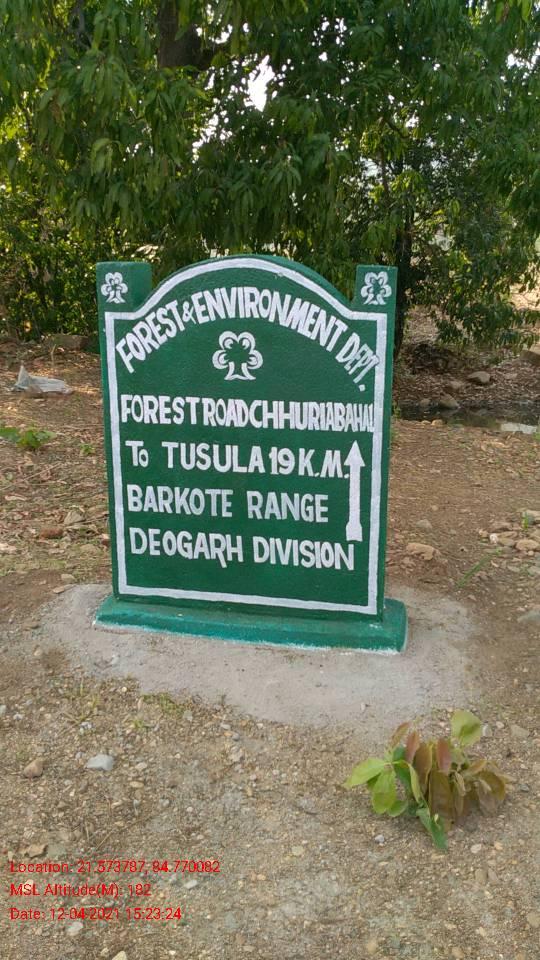 FOREST & ENVIRONMENT DEPT.
FOREST ROAD CHHURIABAHAL
To TUSULA 19 K.M.
BARKOTE RANGE
DEOGARH DIVISION
Location: 21.573787, 84.770082
MSL Altitude(M): 182
Date: 12-04-2021 15:23:24